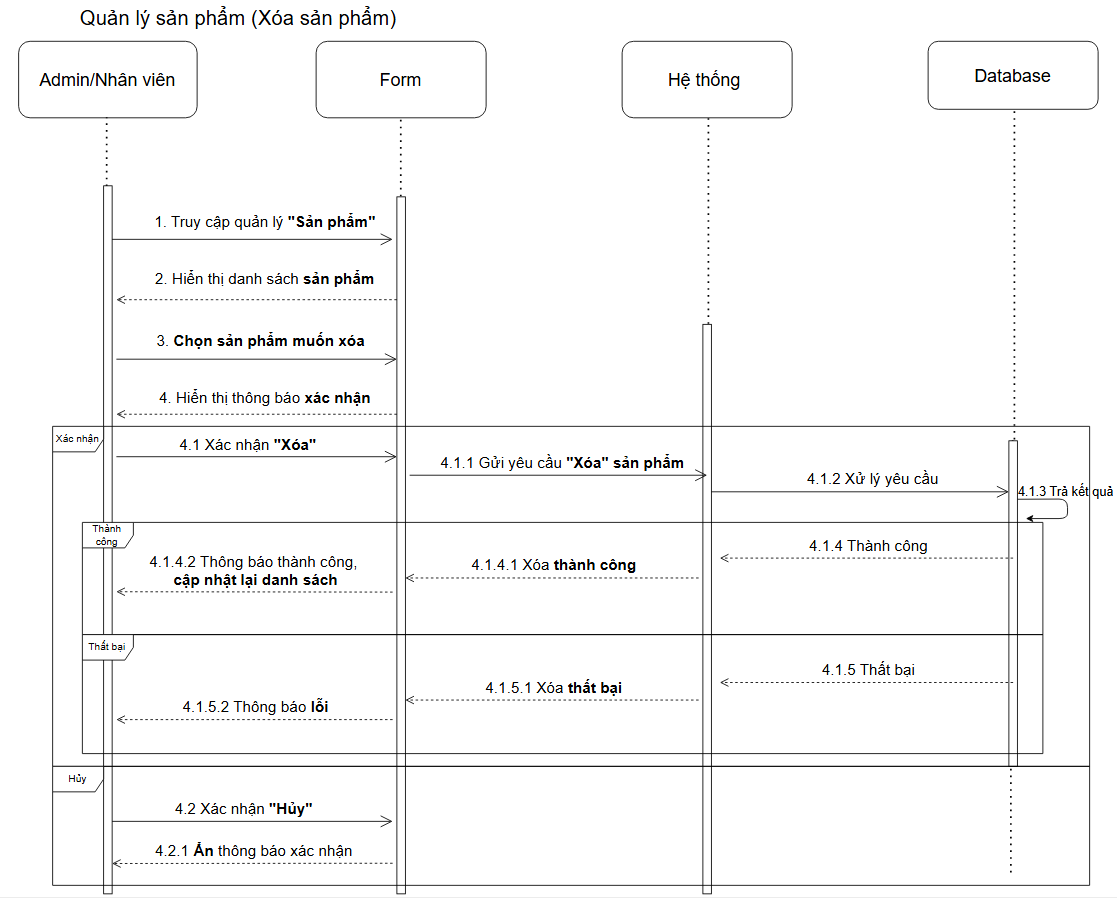 Quản lý sản phẩm (Xóa sản phẩm)
Admin/Nhân viên
Form
Hệ thống
Database
1. Truy cập quản lý "Sản phẩm"
2. Hiển thị danh sách sản phẩm
3. Chọn sản phẩm muốn xóa
4. Hiển thị thông báo xác nhận
Xác nhận
4.1 Xác nhận "Xóa"
4.1.1 Gửi yêu cầu "Xóa" sản phẩm
4.1.2 Xử lý yêu cầu
4.1.3 Trả kết quả
Thành
công
4.1.4 Thành công
4.1.4.1 Xóa thành công
4.1.4.2 Thông báo thành công,
cập nhật lại danh sách
Thất bại
4.1.5 Thất bại
4.1.5.1 Xóa thất bại
4.1.5.2 Thông báo lỗi
Hủy
4.2 Xác nhận "Hủy"
4.2.1 Ẩn thông báo xác nhận